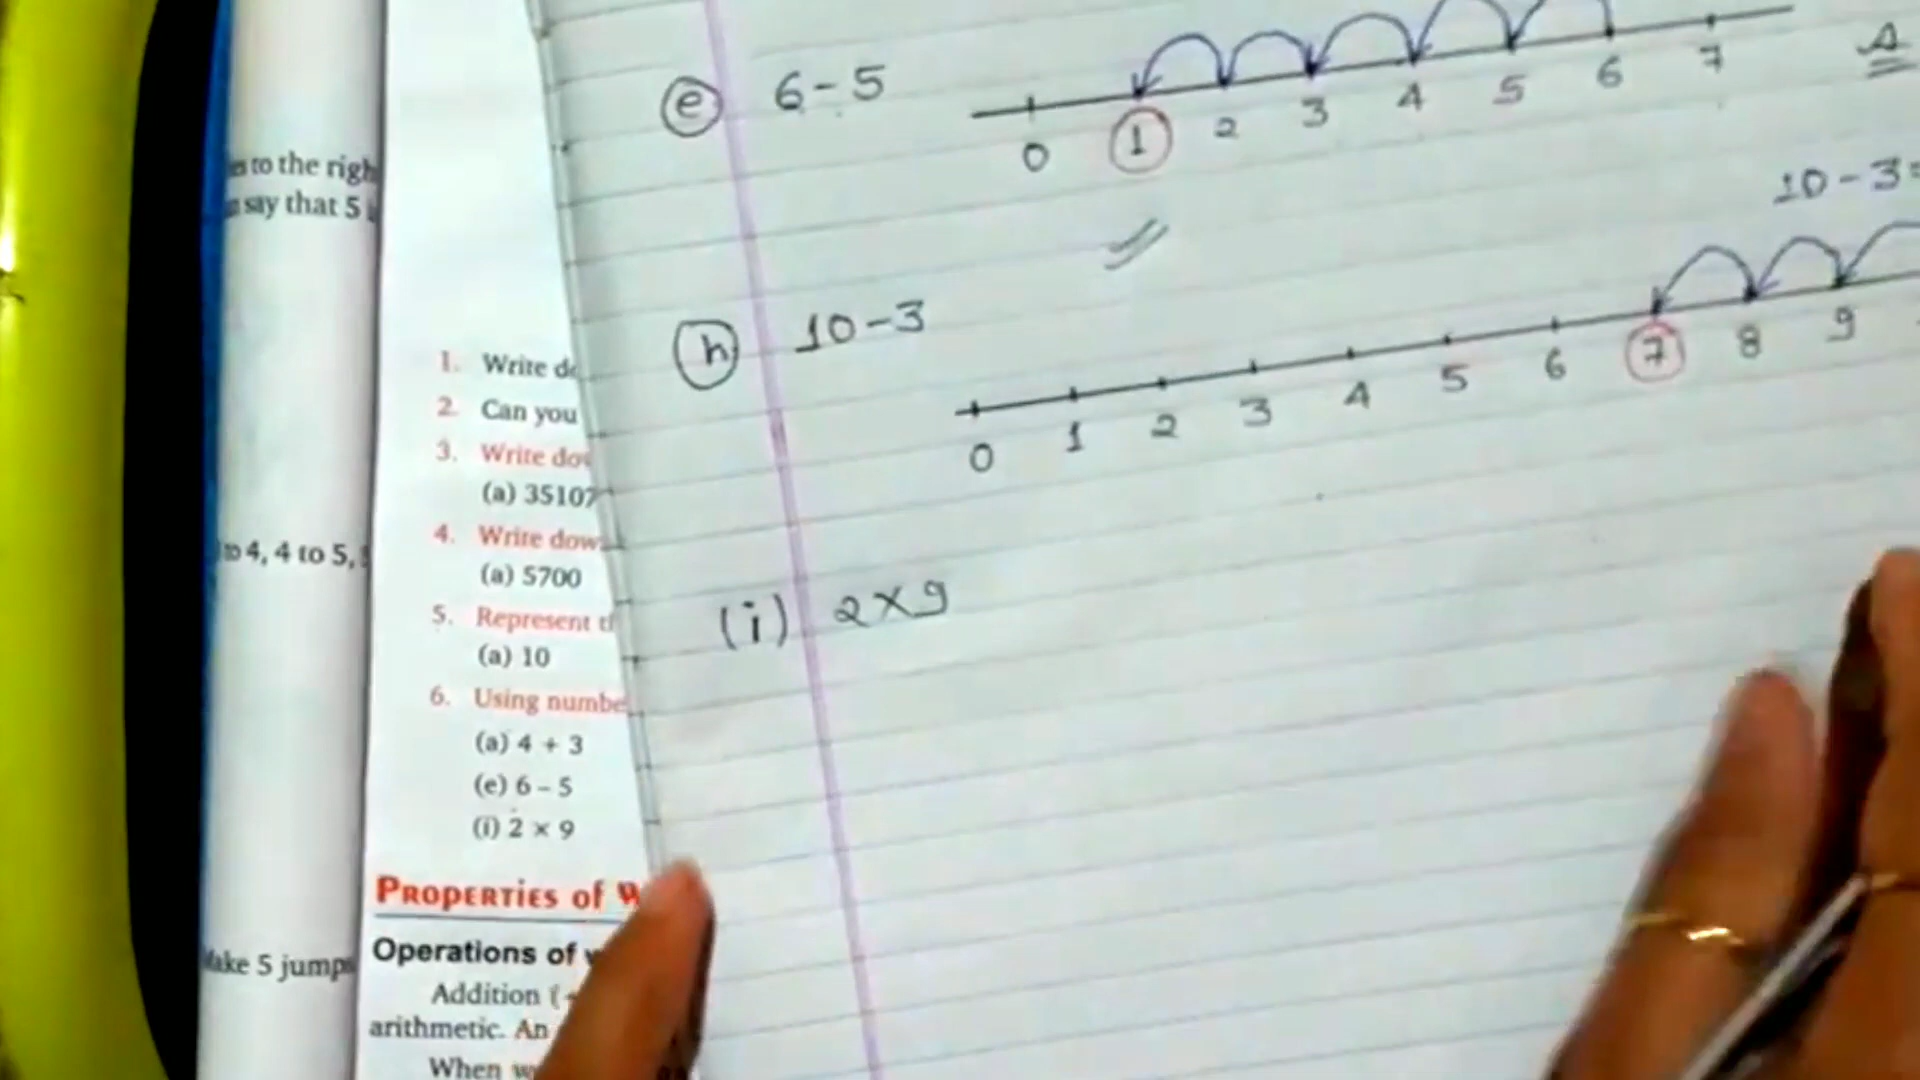 to the righ
say that 5
to 4, 4 to 5,
Make 5 jumps
1. Write
2. Can you
3. Write
(a) 35107
4. Write dow
(a) 5700
5. Represent
(a) 10
6. Using numbe
(a) 4 + 3
(e) 6 – 5
(i) 2 × 9
PROPERTIES of
Operations of
Addition (
arithmetic. An
When
(e) 6-5
0 1 2 3 4 5 6 7
10-3=
(h) 10-3
0 1 2 3 4 5 6 7 8 9
(i) 2×9